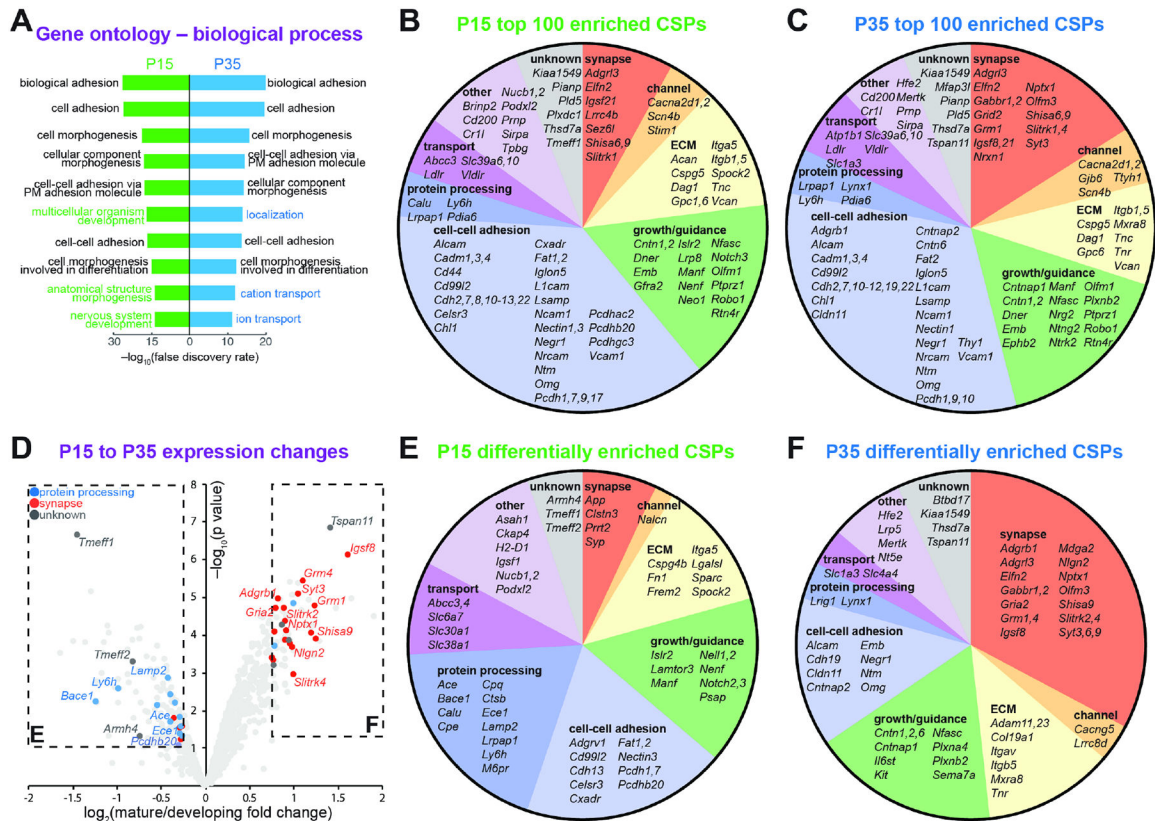 A
Gene ontology – biological process
P15
P35
biological adhesion
biological adhesion
cell adhesion
cell adhesion
cell morphogenesis
cell morphogenesis
cellular component
morphogenesis
cell-cell adhesion via
PM adhesion molecule
cell-cell adhesion via
PM adhesion molecule
cellular component
morphogenesis
multicellular organism
development
localization
cell-cell adhesion
cell-cell adhesion
cell morphogenesis
involved in differentiation
cell morphogenesis
involved in differentiation
anatomical structure
morphogenesis
cation transport
nervous system
development
ion transport
30
15
0
10
20
–log10(false discovery rate)
B
P15 top 100 enriched CSPs
unknown
Kiaa1549
Pianp
Pld5
Plxdc1
Thsd7a
Tmeff1
synapse
Adgrl3
Elfn2
Igsf21
Lrrc4b
Sez6l
Shisa6,9
Slitrk1
channel
Cacna2d1,2
Scn4b
Stim1
ECM
Acan
Cspg5
Dag1
Gpc1,6
Itga5
Itgb1,5
Spock2
Tnc
Vcan
growth/guidance
Cntn1,2
Dner
Emb
Gfra2
Islr2
Lrp8
Manf
Nenf
Neo1
Nfasc
Notch3
Olfm1
Ptprz1
Robo1
Rtn4r
cell-cell adhesion
Alcam
Cadm1,3,4
Cd44
Cd99l2
Cdh2,7,8,10-13,22
Celsr3
Chl1
Cxadr
Fat1,2
Iglon5
L1cam
Lsamp
Ncam1
Nectin1,3
Negr1
Nrcam
Ntm
Omg
Pcdh1,7,9,17
Pcdhac2
Pcdhb20
Pcdhgc3
Vcam1
protein processing
Calu
Lrpap1
Ly6h
Pdia6
transport
Abcc3
Ldlr
Slc39a6,10
Vldlr
other
Brinp2
Cd200
Cr1l
Nucb1,2
Podxl2
Prnp
Sirpa
Tpbg
C
P35 top 100 enriched CSPs
unknown
Kiaa1549
Mfap3l
Pianp
Pld5
Thsd7a
Tspan11
synapse
Adgrl3
Elfn2
Gabbr1,2
Grid2
Grm1
Igsf8,21
Nrxn1
Nptx1
Olfm3
Shisa6,9
Slitrk1,4
Syt3
channel
Cacna2d1,2
Gjb6
Scn4b
Ttyh1
ECM
Cspg5
Dag1
Gpc6
Itgb1,5
Mxra8
Tnc
Tnr
Vcan
growth/guidance
Cntnap1
Cntn1,2
Dner
Emb
Ephb2
Manf
Nfasc
Nrg2
Ntng2
Ntrk2
Olfm1
Plxnb2
Ptprz1
Robo1
Rtn4r
cell-cell adhesion
Adgrb1
Alcam
Cadm1,3,4
Cd99l2
Cdh2,7,10-12,19,22
Chl1
Cldn11
Cntnap2
Cntn6
Fat2
Iglon5
L1cam
Lsamp
Ncam1
Nectin1
Negr1
Nrcam
Ntm
Omg
Pcdh1,9,10
Thy1
Vcam1
protein processing
Lrpap1
Ly6h
Lynx1
Pdia6
transport
Atp1b1
Ldlr
Slc1a3
Slc39a6,10
Vldlr
other
Cd200
Cr1l
Hfe2
Mertk
Prnp
Sirpa
D
P15 to P35 expression changes
protein processing
synapse
unknown
–log10(p value)
8
7
6
5
4
3
2
1
Tmeff1
Tspan11
Igsf8
Grm4
Syt3
Adgrb1
Grm1
Gria2
Slitrk2
Nptx1
Shisa9
Nlgn2
Slitrk4
Tmeff2
Lamp2
Ly6h
Bace1
Ace
Ece1
Armh4
Pcdhb20
E
F
-2
-1.5
-1.0
-0.5
0
0.5
1.0
1.5
2.0
log2(mature/developing fold change)
E
P15 differentially enriched CSPs
unknown
Armh4
Tmeff1
Tmeff2
synapse
App
Clstn3
Prrt2
Syp
channel
Nalcn
ECM
Cspg4b
Fn1
Frem2
Itga5
Lgalsl
Sparc
Spock2
growth/guidance
Islr2
Lamtor3
Manf
Nell1,2
Nenf
Notch2,3
Psap
cell-cell adhesion
Adgrv1
Cd99l2
Cdh13
Celsr3
Cxadr
Fat1,2
Nectin3
Pcdh1,7
Pcdhb20
protein processing
Ace
Bace1
Calu
Cpe
Cpq
Ctsb
Ece1
Lamp2
Lrpap1
Ly6h
M6pr
transport
Abcc3,4
Slc6a7
Slc30a1
Slc38a1
other
Asah1
Ckap4
H2-D1
Igsf1
Nucb1,2
Podxl2
F
P35 differentially enriched CSPs
unknown
Btbd17
Kiaa1549
Thsd7a
Tspan11
synapse
Adgrb1
Adgrl3
Elfn2
Gabbr1,2
Gria2
Grm1,4
Igsf8
Mdga2
Nlgn2
Nptx1
Olfm3
Shisa9
Slitrk2,4
Syt3,6,9
channel
Cacng5
Lrrc8d
ECM
Adam11,23
Col19a1
Itgav
Itgb5
Mxra8
Tnr
growth/guidance
Cntn1,2,6
Cntnap1
Il6st
Kit
Nfasc
Plxna4
Plxnb2
Sema7a
cell-cell adhesion
Alcam
Cdh19
Cldn11
Cntnap2
Emb
Negr1
Ntm
Omg
protein processing
Lrig1
Lynx1
transport
Slc1a3
Slc4a4
other
Hfe2
Lrp5
Mertk
Nt5e